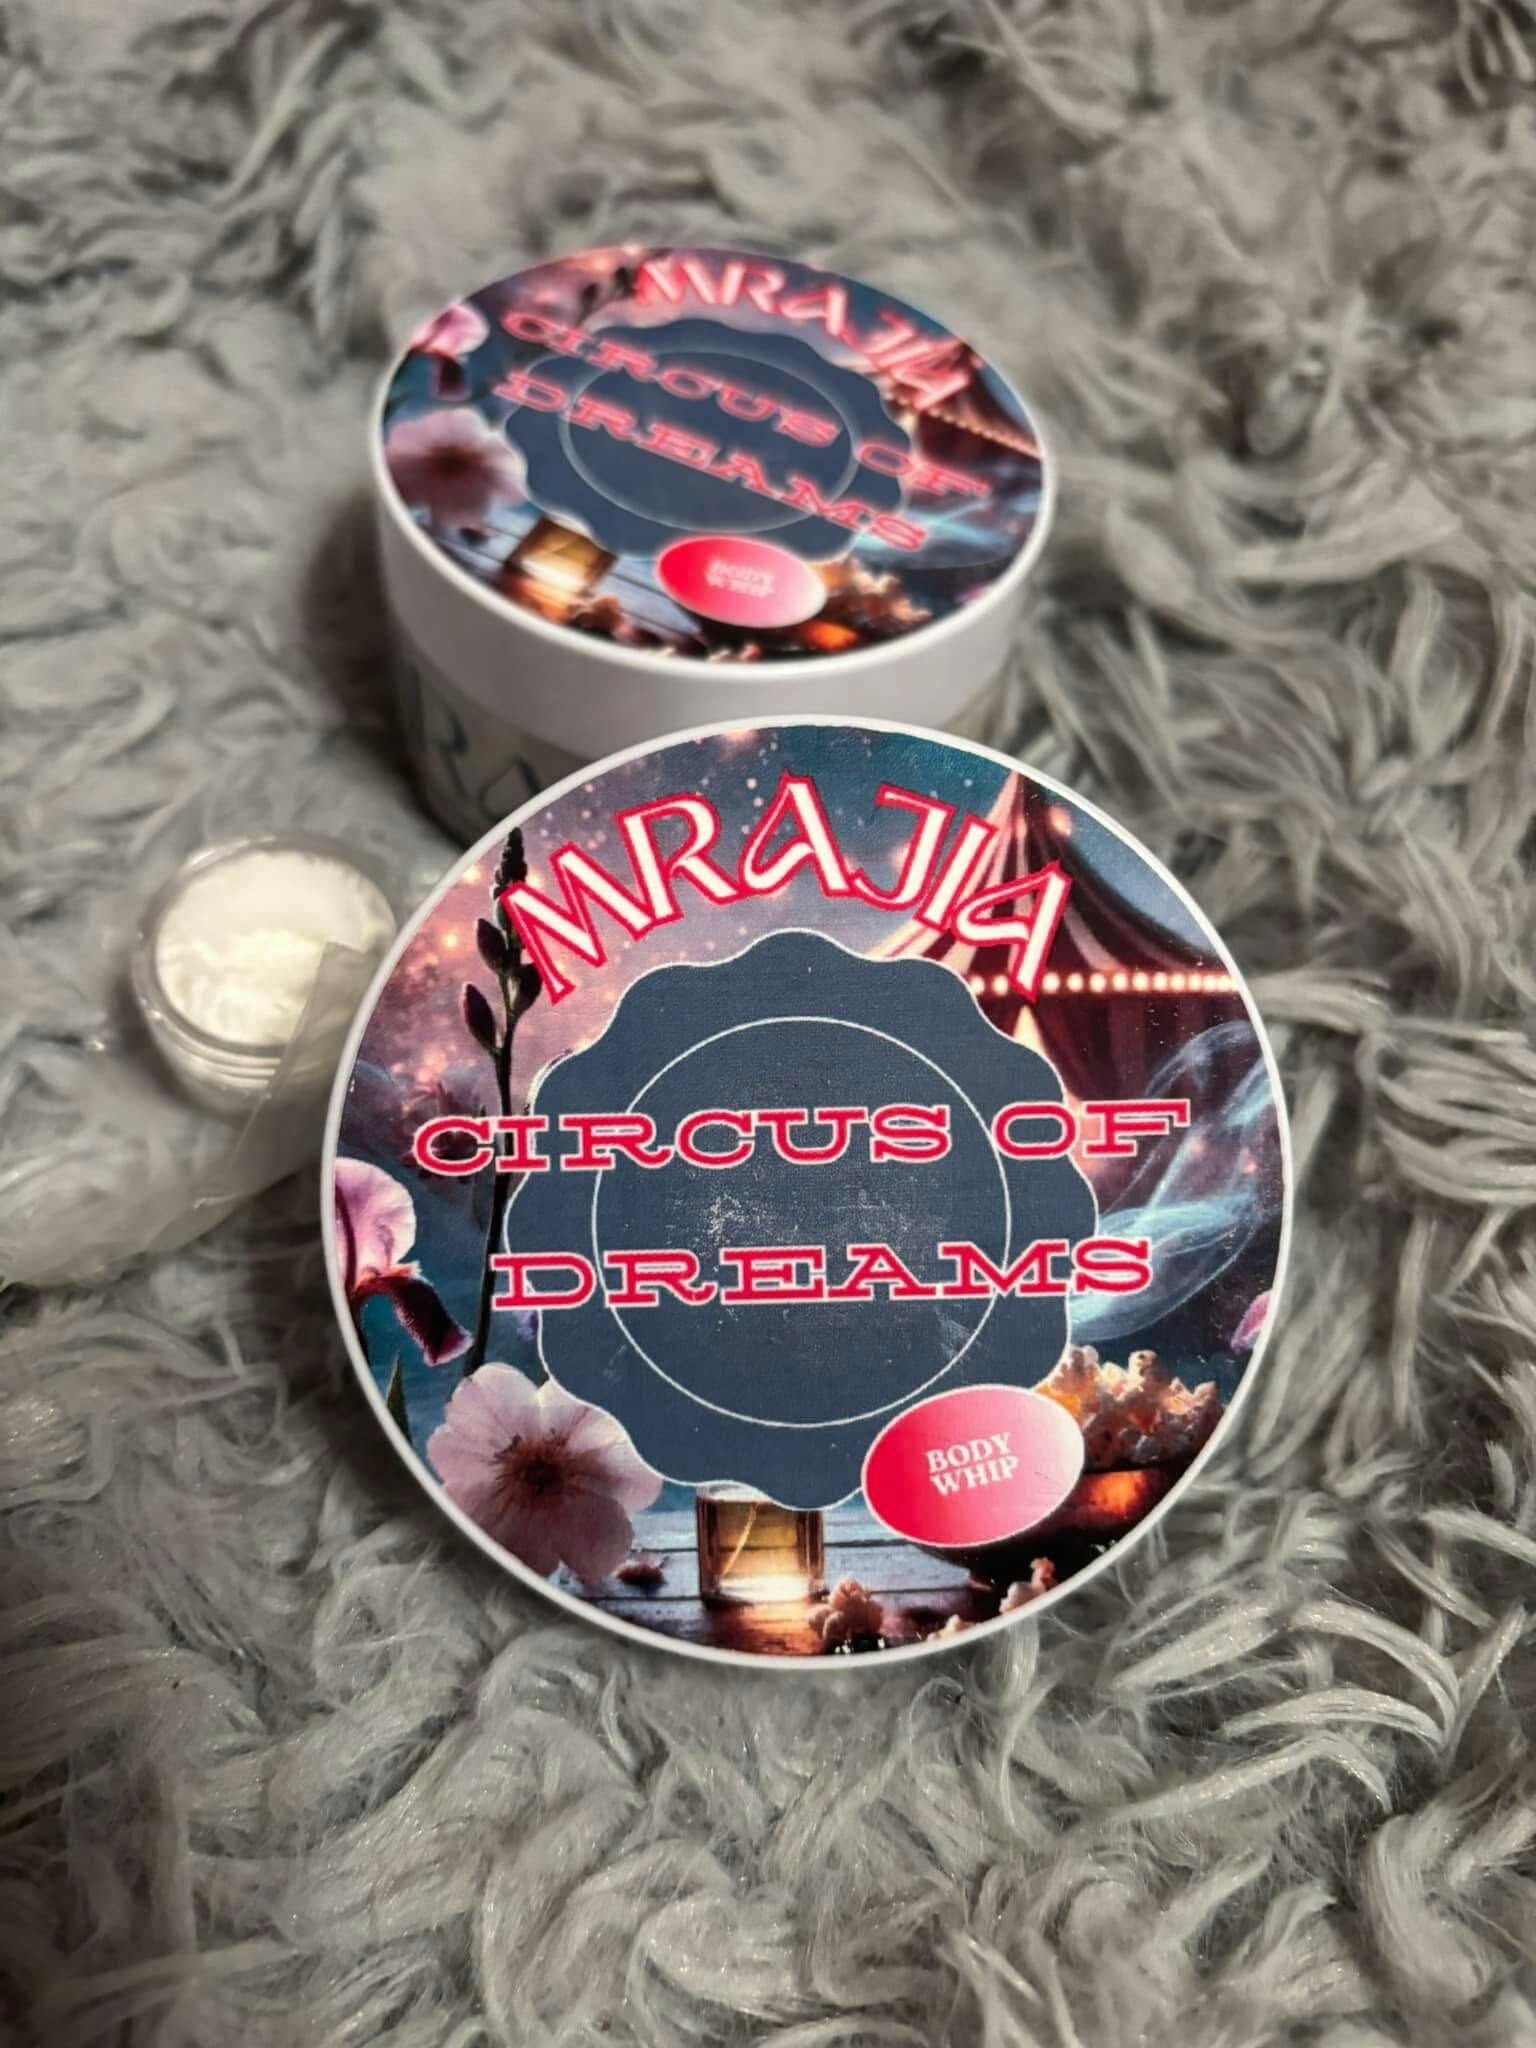 MRAJIA
CIRCUS OF
DREAMS
BODY
WHIP
MRAJIA
CIRCUS OF
DREAMS
BODY
WHIP